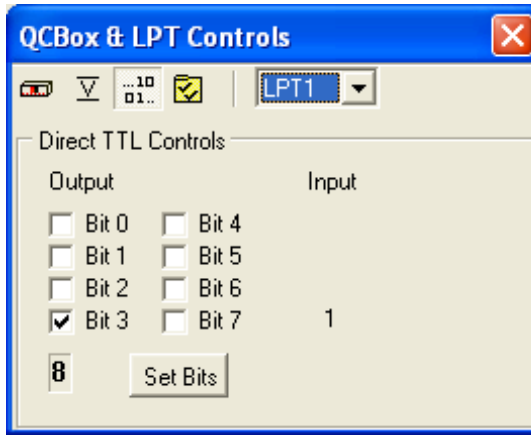 QCBox & LPT Controls
...10
01..
LPT1
Direct TTL Controls
Output Input
Bit 0 Bit 4
Bit 1 Bit 5
Bit 2 Bit 6
Bit 3 Bit 7 1
8 Set Bits